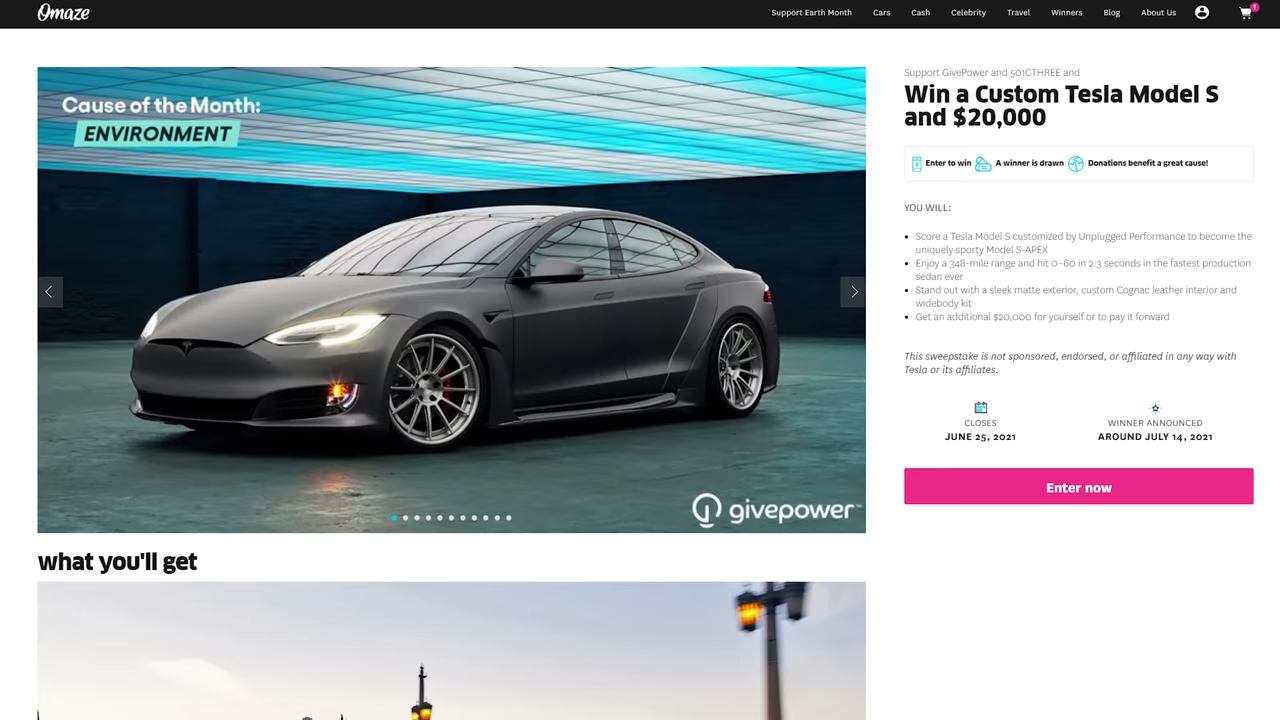 Omaze
Support Earth Month
Cars
Cash
Celebrity
Travel
Winners
Blog
About Us
1
Cause of the Month:
ENVIRONMENT
givepower™
what you'll get
Support GivePower and 501CTHREE and
Win a Custom Tesla Model S
and $20,000
Enter to win
A winner is drawn
Donations benefit a great cause!
YOU WILL:
Score a Tesla Model S customized by Unplugged Performance to become the
uniquely sporty Model S-APEX
Enjoy a 348-mile range and hit 0-60 in 2.3 seconds in the fastest production
sedan ever
Stand out with a sleek matte exterior, custom Cognac leather interior and
widebody kit
Get an additional $20,000 for yourself or to pay it forward
This sweepstake is not sponsored, endorsed, or affiliated in any way with
Tesla or its affiliates.
CLOSES
JUNE 25, 2021
WINNER ANNOUNCED
AROUND JULY 14, 2021
Enter now